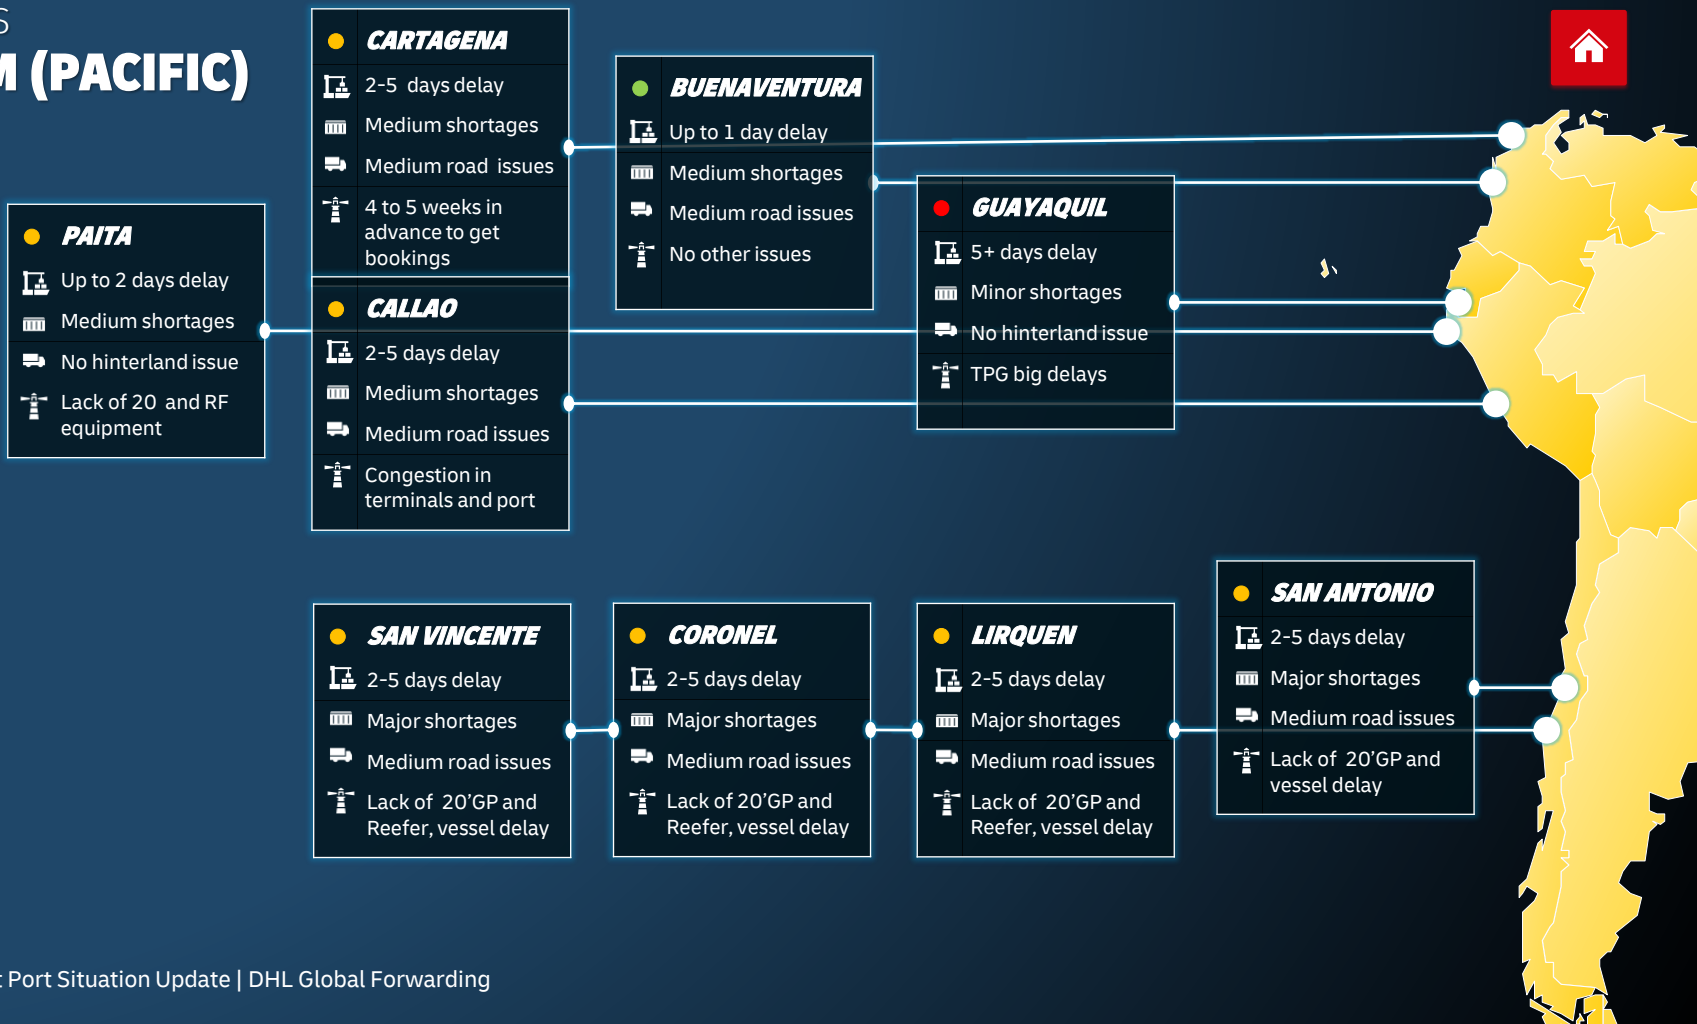 S
M (PACIFIC)
CARTAGENA
2-5 days delay
Medium shortages
Medium road issues
4 to 5 weeks in
advance to get
bookings
BUENAVENTURA
Up to 1 day delay
Medium shortages
Medium road issues
No other issues
GUAYAQUIL
5+ days delay
Minor shortages
No hinterland issue
TPG big delays
PAITA
Up to 2 days delay
Medium shortages
No hinterland issue
Lack of 20 and RF
equipment
CALLAO
2-5 days delay
Medium shortages
Medium road issues
Congestion in
terminals and port
SAN VINCENTE
2-5 days delay
Major shortages
Medium road issues
Lack of 20’GP and
Reefer, vessel delay
CORONEL
2-5 days delay
Major shortages
Medium road issues
Lack of 20’GP and
Reefer, vessel delay
LIRQUEN
2-5 days delay
Major shortages
Medium road issues
Lack of 20’GP and
Reefer, vessel delay
SAN ANTONIO
2-5 days delay
Major shortages
Medium road issues
Lack of 20’GP and
vessel delay
t Port Situation Update | DHL Global Forwarding